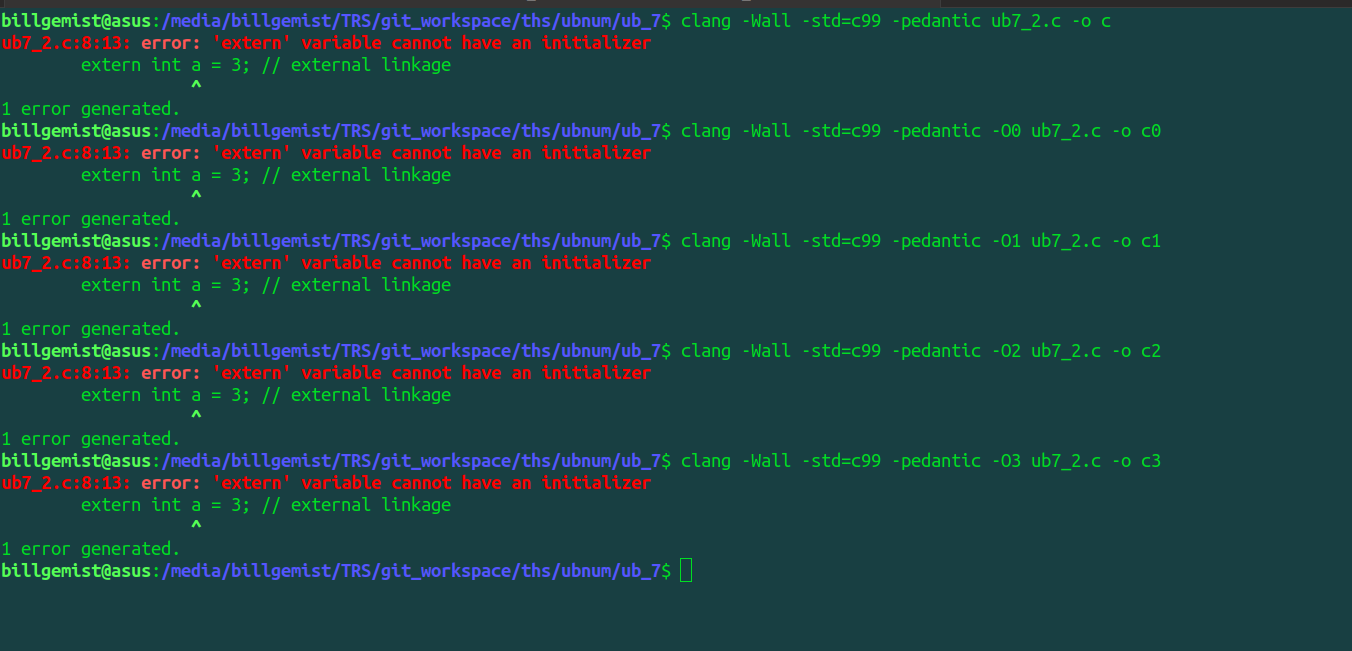 billgemist@asus:/media/billgemist/TRS/git_workspace/ths/ubnum/ub_7$ clang -Wall -std=c99 -pedantic ub7_2.c -o c
ub7_2.c:8:13: error: 'extern' variable cannot have an initializer
        extern int a = 3; // external linkage
                   ^
1 error generated.
billgemist@asus:/media/billgemist/TRS/git_workspace/ths/ubnum/ub_7$ clang -Wall -std=c99 -pedantic -O0 ub7_2.c -o c0
ub7_2.c:8:13: error: 'extern' variable cannot have an initializer
        extern int a = 3; // external linkage
                   ^
1 error generated.
billgemist@asus:/media/billgemist/TRS/git_workspace/ths/ubnum/ub_7$ clang -Wall -std=c99 -pedantic -O1 ub7_2.c -o c1
ub7_2.c:8:13: error: 'extern' variable cannot have an initializer
        extern int a = 3; // external linkage
                   ^
1 error generated.
billgemist@asus:/media/billgemist/TRS/git_workspace/ths/ubnum/ub_7$ clang -Wall -std=c99 -pedantic -O2 ub7_2.c -o c2
ub7_2.c:8:13: error: 'extern' variable cannot have an initializer
        extern int a = 3; // external linkage
                   ^
1 error generated.
billgemist@asus:/media/billgemist/TRS/git_workspace/ths/ubnum/ub_7$ clang -Wall -std=c99 -pedantic -O3 ub7_2.c -o c3
ub7_2.c:8:13: error: 'extern' variable cannot have an initializer
        extern int a = 3; // external linkage
                   ^
1 error generated.
billgemist@asus:/media/billgemist/TRS/git_workspace/ths/ubnum/ub_7$